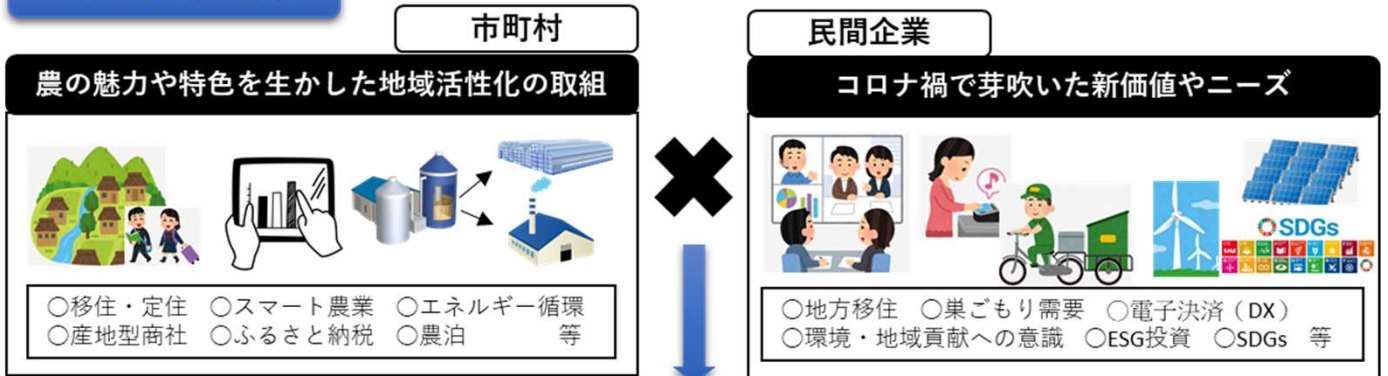 市町村
農の魅力や特色を生かした地域活性化の取組
○移住・定住 ○スマート農業 ○エネルギー循環
○産地型商社 ○ふるさと納税 ○農泊 等
民間企業
コロナ禍で芽吹いた新価値やニーズ
SDGs
○地方移住 ○巣ごもり需要 ○電子決済(DX)
○環境・地域貢献への意識 ○ESG投資 ○SDGs 等